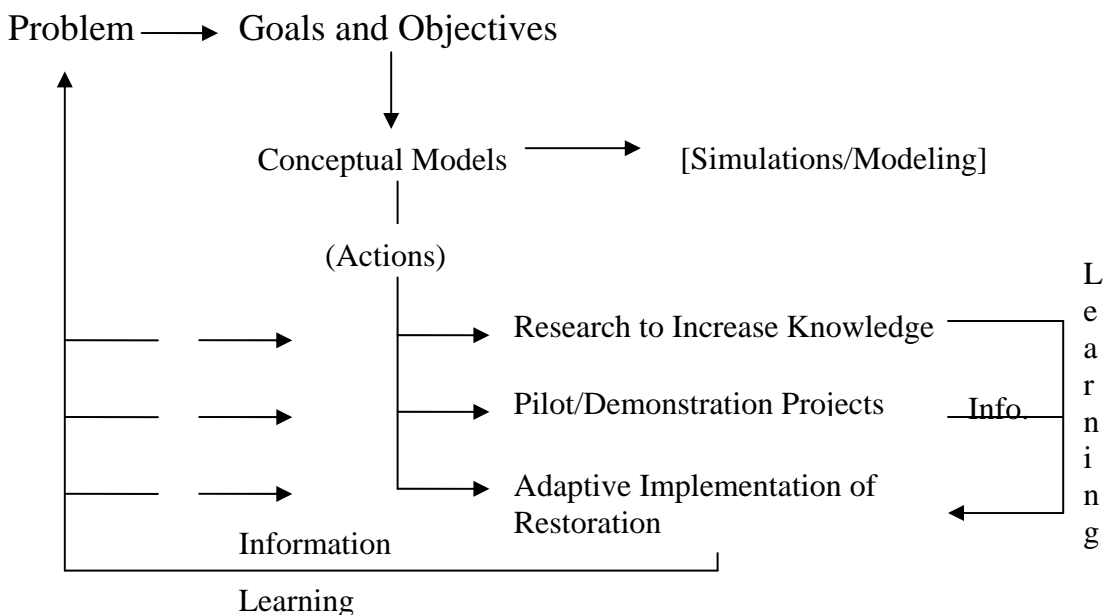 Problem
Goals and Objectives
Conceptual Models
[Simulations/Modeling]
(Actions)
Research to Increase Knowledge
Pilot/Demonstration Projects
Info.
Learning
Adaptive Implementation of
Restoration
Information
Learning